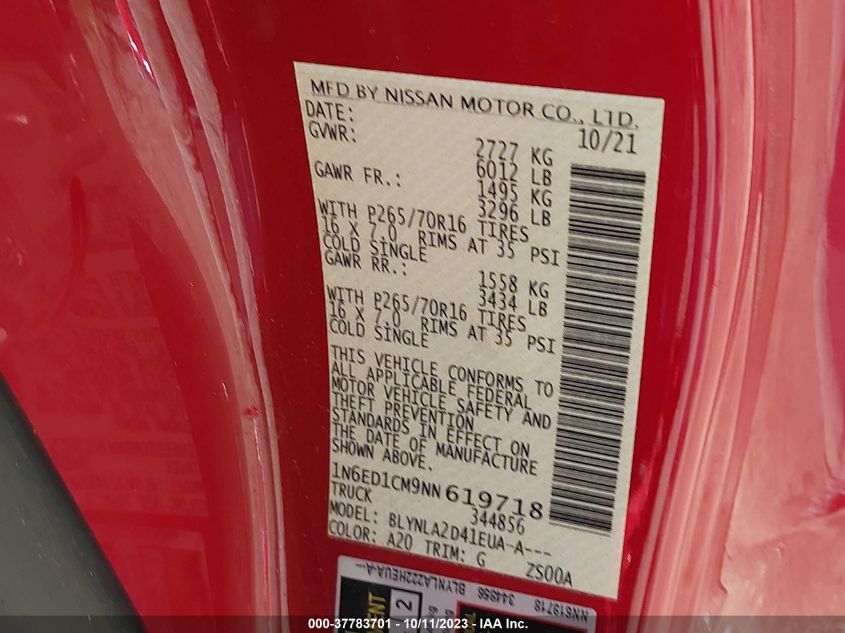 MFD BY NISSAN MOTOR CO., LTD.
DATE: 10/21
GVWR: 2727 KG
6012 LB
GAWR FR.: 1495 KG
3296 LB
WITH P265/70R16 TIRES
16 X 7.0 RIMS AT 35 PSI
COLD SINGLE
GAWR RR.: 1558 KG
3434 LB
WITH P265/70R16 TIRES
16 X 7.0 RIMS AT 35 PSI
COLD SINGLE
THIS VEHICLE CONFORMS TO
ALL APPLICABLE FEDERAL
MOTOR VEHICLE SAFETY AND
THEFT PREVENTION
STANDARDS IN EFFECT ON
THE DATE OF MANUFACTURE
SHOWN ABOVE.
1N6ED1CM9NN619718
TRUCK 344856
MODEL: BLYNLA2D41EUA-A---
COLOR: A20 TRIM: G ZS00A
NN619718 344856 BLYNLA222HEUA-A---
2
000-37783701 - 10/11/2023 - IAA Inc.